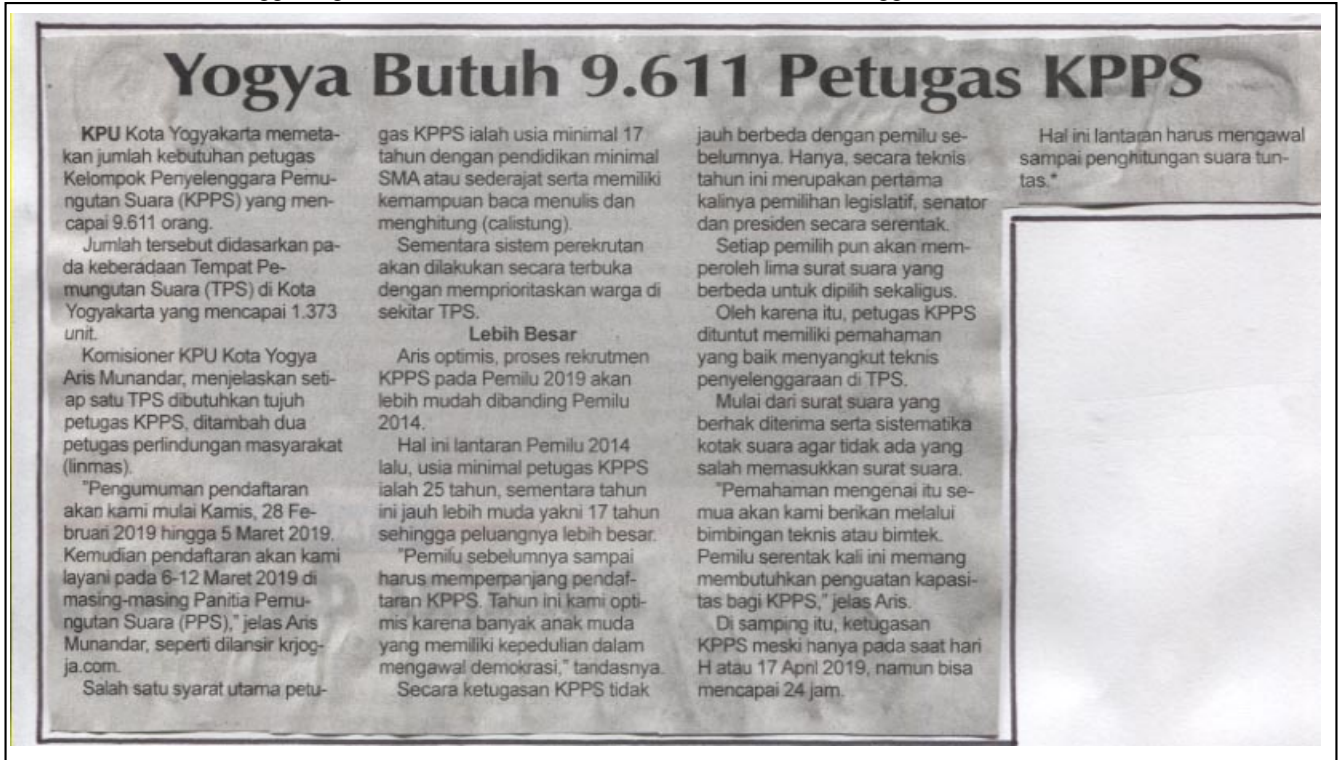 Yogya Butuh 9.611 Petugas KPPS
KPU Kota Yogyakarta memeta-
kan jumlah kebutuhan petugas
Kelompok Penyelenggara Pemu-
ngutan Suara (KPPS) yang men-
capai 9.611 orang.
Jumlah tersebut didasarkan pa-
da keberadaan Tempat Pe-
mungutan Suara (TPS) di Kota
Yogyakarta yang mencapai 1.373
unit.
Komisioner KPU Kota Yogya
Aris Munandar, menjelaskan seti-
ap satu TPS dibutuhkan tujuh
petugas KPPS, ditambah dua
petugas perlindungan masyarakat
(linmas).
"Pengumuman pendaftaran
akan kami mulai Kamis, 28 Fe-
bruari 2019 hingga 5 Maret 2019.
Kemudian pendaftaran akan kami
layani pada 6-12 Maret 2019 di
masing-masing Panitia Pemu-
ngutan Suara (PPS)," jelas Aris
Munandar, seperti dilansir krjog-
ja.com.
Salah satu syarat utama petu-
gas KPPS ialah usia minimal 17
tahun dengan pendidikan minimal
SMA atau sederajat serta memiliki
kemampuan baca menulis dan
menghitung (calistung).
Sementara sistem perekrutan
akan dilakukan secara terbuka
dengan memprioritaskan warga di
sekitar TPS.
Lebih Besar
Aris optimis, proses rekrutmen
KPPS pada Pemilu 2019 akan
lebih mudah dibanding Pemilu
2014.
Hal ini lantaran Pemilu 2014
lalu, usia minimal petugas KPPS
ialah 25 tahun, sementara tahun
ini jauh lebih muda yakni 17 tahun
sehingga peluangnya lebih besar.
"Pemilu sebelumnya sampai
harus memperpanjang pendaf-
taran KPPS. Tahun ini kami opti-
mis karena banyak anak muda
yang memiliki kepedulian dalam
mengawal demokrasi," tandasnya.
Secara ketugasan KPPS tidak
jauh berbeda dengan pemilu se-
belumnya. Hanya, secara teknis
tahun ini merupakan pertama
kalinya pemilihan legislatif, senator
dan presiden secara serentak.
Setiap pemilih pun akan mem-
peroleh lima surat suara yang
berbeda untuk dipilih sekaligus.
Oleh karena itu, petugas KPPS
dituntut memiliki pemahaman
yang baik menyangkut teknis
penyelenggaraan di TPS.
Mulai dari surat suara yang
berhak diterima serta sistematika
kotak suara agar tidak ada yang
salah memasukkan surat suara.
"Pemahaman mengenai itu se-
mua akan kami berikan melalui
bimbingan teknis atau bimtek.
Pemilu serentak kali ini memang
membutuhkan penguatan kapasi-
tas bagi KPPS," jelas Aris.
Di samping itu, ketugasan
KPPS meski hanya pada saat hari
H atau 17 April 2019, namun bisa
mencapai 24 jam.
Hal ini lantaran harus mengawal
sampai penghitungan suara tun-
tas.*